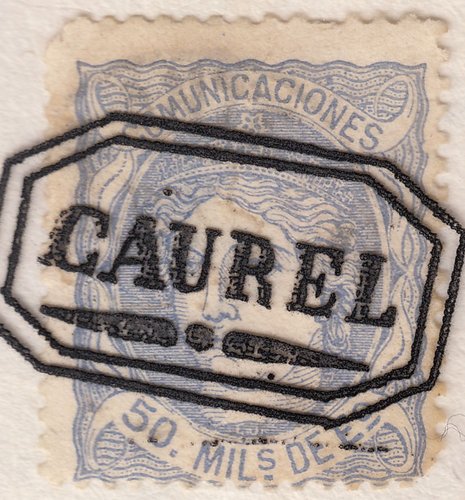 COMUNICACIONES
CAUREL
50. MILS DE E.